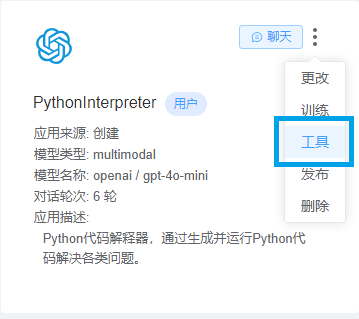 聊天
更改
PythonInterpreter 用户
训练
应用来源: 创建
工具
模型类型: multimodal
模型名称: openai / gpt-4o-mini
发布
对话轮次: 6 轮
删除
应用描述:
Python代码解释器，通过生成并运行Python代
码解决各类问题。